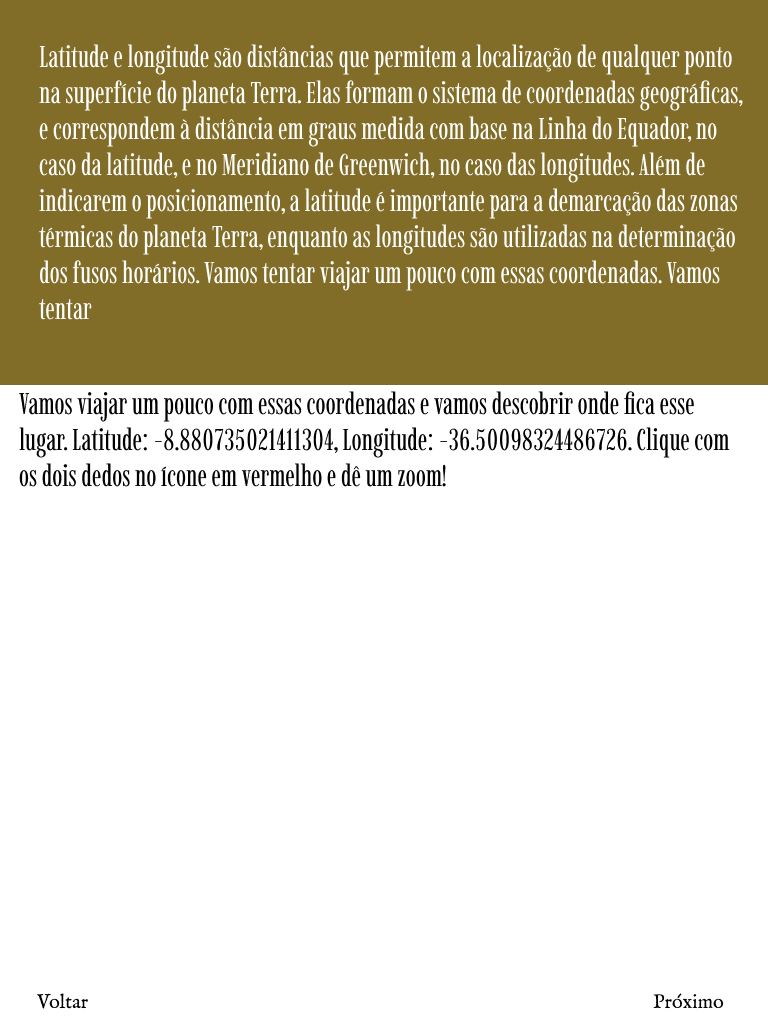 Latitude e longitude são distâncias que permitem a localização de qualquer ponto
na superfície do planeta Terra. Elas formam o sistema de coordenadas geográficas,
e correspondem à distância em graus medida com base na Linha do Equador, no
caso da latitude, e no Meridiano de Greenwich, no caso das longitudes. Além de
indicarem o posicionamento, a latitude é importante para a demarcação das zonas
térmicas do planeta Terra, enquanto as longitudes são utilizadas na determinação
dos fusos horários. Vamos tentar viajar um pouco com essas coordenadas. Vamos
tentar
Vamos viajar um pouco com essas coordenadas e vamos descobrir onde fica esse
lugar. Latitude: -8.880735021411304, Longitude: -36.50098324486726. Clique com
os dois dedos no ícone em vermelho e dê um zoom!
Voltar
Próximo